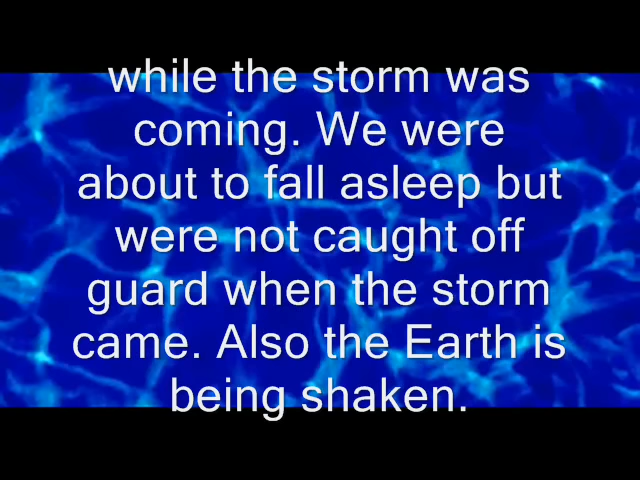 while the storm was
coming. We were
about to fall asleep but
were not caught off
guard when the storm
came. Also the Earth is
being shaken.